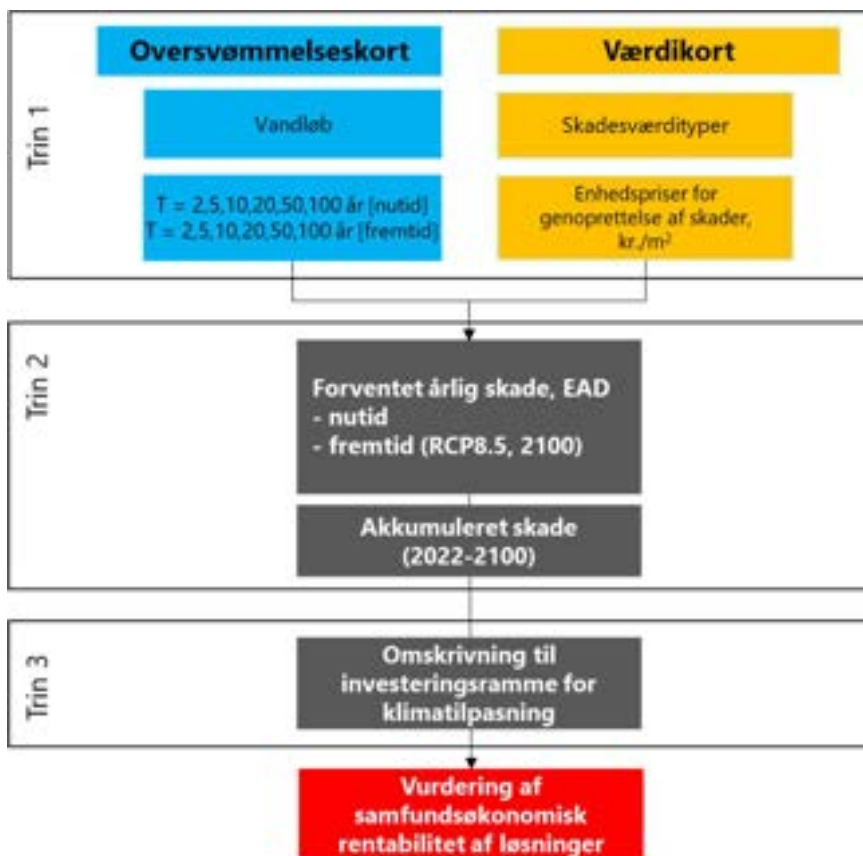 Trin 1
Oversvømmelseskort
Værdikort
Vandløb
Skadesværdityper
T = 2,5,10,20,50,100 år [nutid]
T = 2,5,10,20,50,100 år [fremtid]
Enhedspriser for
genoprettelse af skader,
kr./m²
Trin 2
Forventet årlig skade, EAD
- nutid
- fremtid (RCP8.5, 2100)
Akkumuleret skade
(2022-2100)
Trin 3
Omskrivning til
investeringsramme for
klimatilpasning
Vurdering af
samfundsøkonomisk
rentabilitet af løsninger